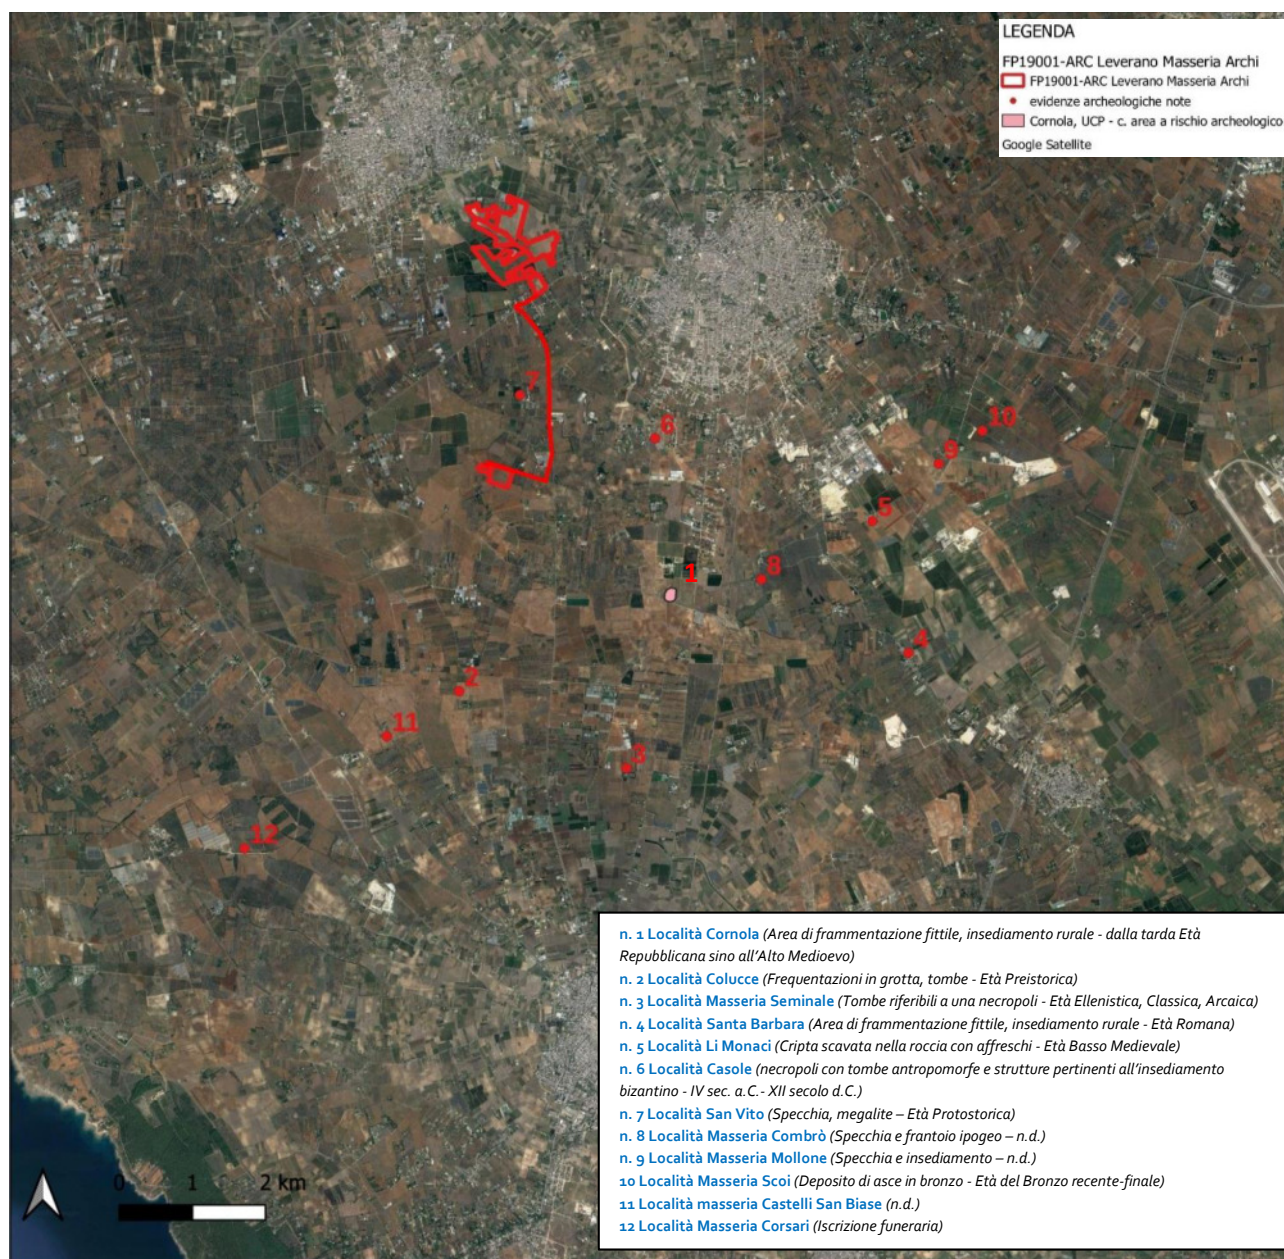 LEGENDA
FP19001-ARC Leverano Masseria Archi
FP19001-ARC Leverano Masseria Archi
evidenze archeologiche note
Cornola, UCP - c. area a rischio archeologico
Google Satellite
7
6
10
9
5
1
8
4
2
11
3
12
0 1 2 km
n. 1 Località Cornola (Area di frammentazione fittile, insediamento rurale - dalla tarda Età
Repubblicana sino all'Alto Medioevo)
n. 2 Località Colucce (Frequentazioni in grotta, tombe - Età Preistorica)
n. 3 Località Masseria Seminale (Tombe riferibili a una necropoli - Età Ellenistica, Classica, Arcaica)
n. 4 Località Santa Barbara (Area di frammentazione fittile, insediamento rurale - Età Romana)
n. 5 Località Li Monaci (Cripta scavata nella roccia con affreschi - Età Basso Medievale)
n. 6 Località Casole (necropoli con tombe antropomorfe e strutture pertinenti all'insediamento
bizantino - IV sec. a.C.- XII secolo d.C.)
n. 7 Località San Vito (Specchia, megalite – Età Protostorica)
n. 8 Località Masseria Combrò (Specchia e frantoio ipogeo – n.d.)
n. 9 Località Masseria Mollone (Specchia e insediamento – n.d.)
10 Località Masseria Scoi (Deposito di asce in bronzo - Età del Bronzo recente-finale)
11 Località masseria Castelli San Biase (n.d.)
12 Località Masseria Corsari (Iscrizione funeraria)